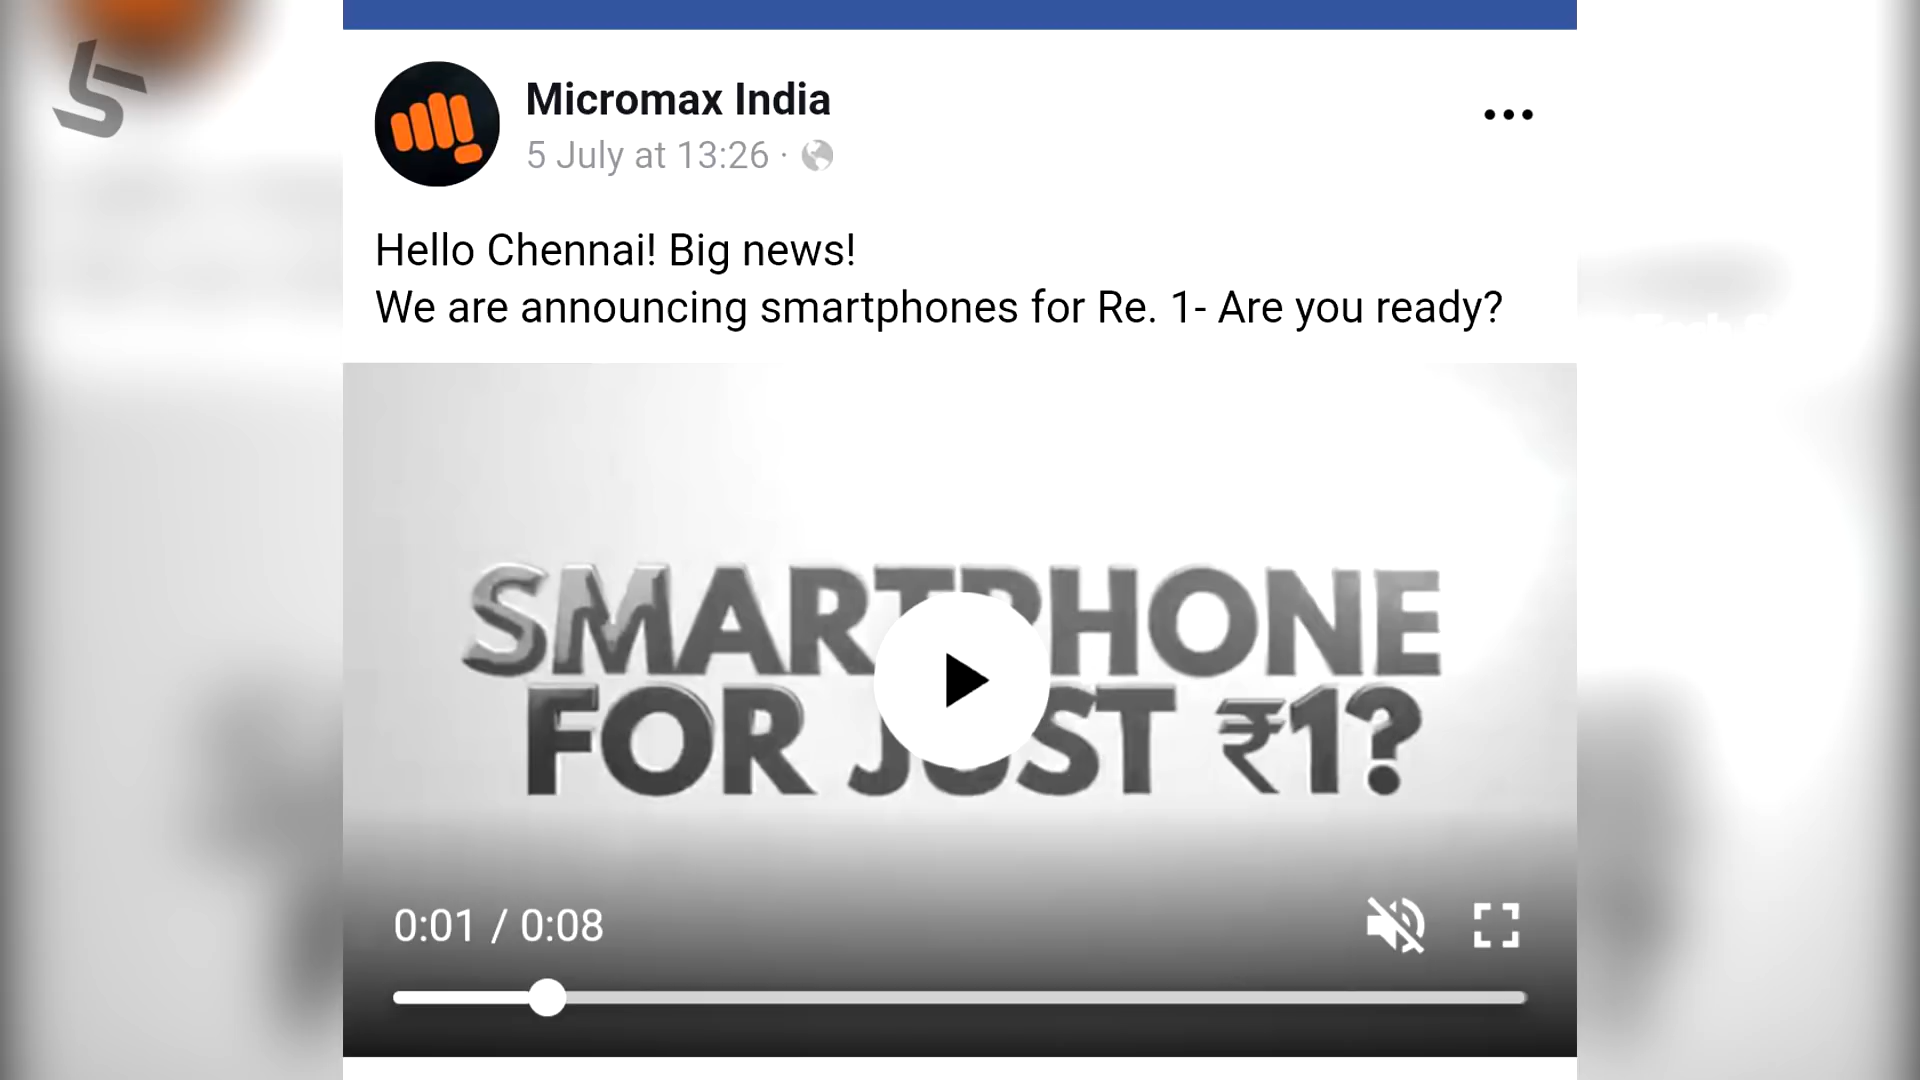 Micromax India
5 July at 13:26 ·
Hello Chennai! Big news!
We are announcing smartphones for Re. 1- Are you ready?
SMARTPHONE
FOR JUST ₹1?
0:01 / 0:08